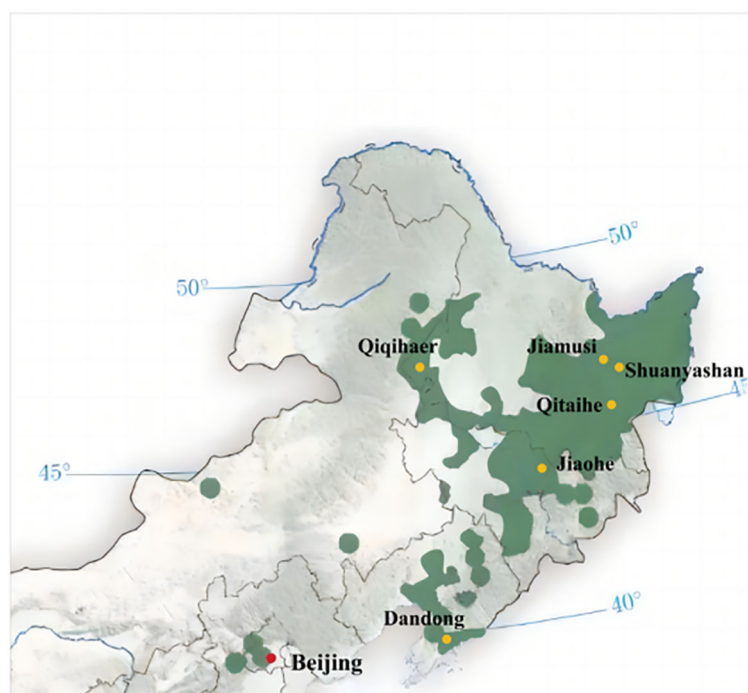 50°
50°
Qiqihaer
Jiamusi
Shuanyashan
45°
Qitaihe
Jiaohe
45°
40°
Dandong
Beijing